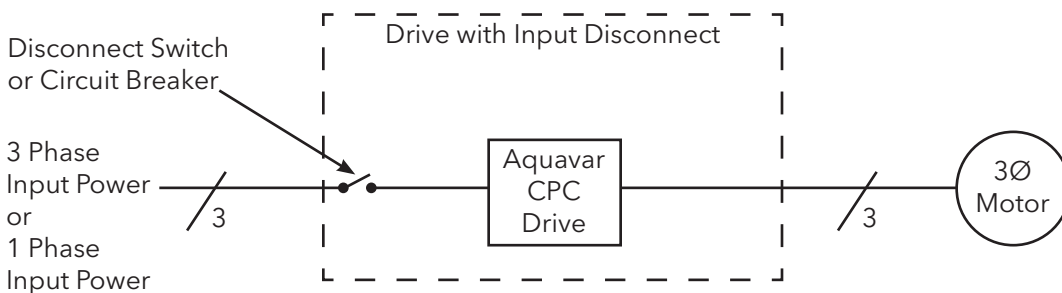 Drive with Input Disconnect
Disconnect Switch
or Circuit Breaker
3 Phase
Input Power
or
1 Phase
Input Power
3
Aquavar
CPC
Drive
3
3Ø
Motor